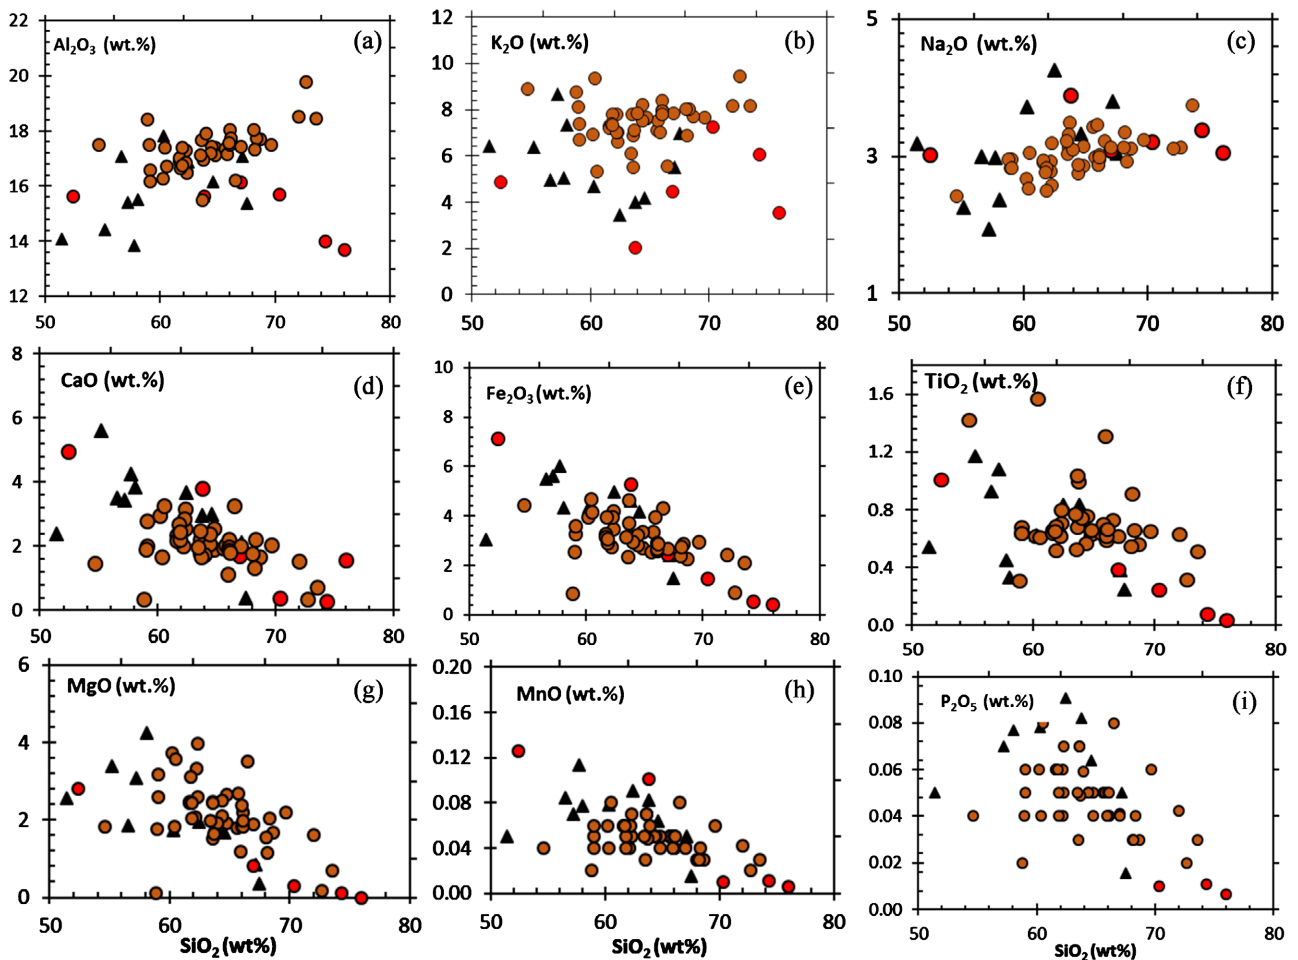 Al₂O₃ (wt.%) (a)
22
20
18
16
14
12
50 60 70 80
K₂O (wt.%) (b)
12
10
8
6
4
2
0
50 60 70 80
Na₂O (wt.%) (c)
5
3
1
50 60 70 80
CaO (wt.%) (d)
8
6
4
2
0
50 60 70 80
Fe₂O₃ (wt.%) (e)
10
8
6
4
2
0
50 60 70 80
TiO₂ (wt.%) (f)
1.6
1.2
0.8
0.4
0.0
50 60 70 80
MgO (wt.%) (g)
6
4
2
0
50 60 70 80
SiO₂ (wt%)
MnO (wt.%) (h)
0.20
0.16
0.12
0.08
0.04
0.00
50 60 70 80
SiO₂ (wt%)
P₂O₅ (wt.%) (i)
0.10
0.08
0.06
0.04
0.02
0.00
50 60 70 80
SiO₂ (wt%)